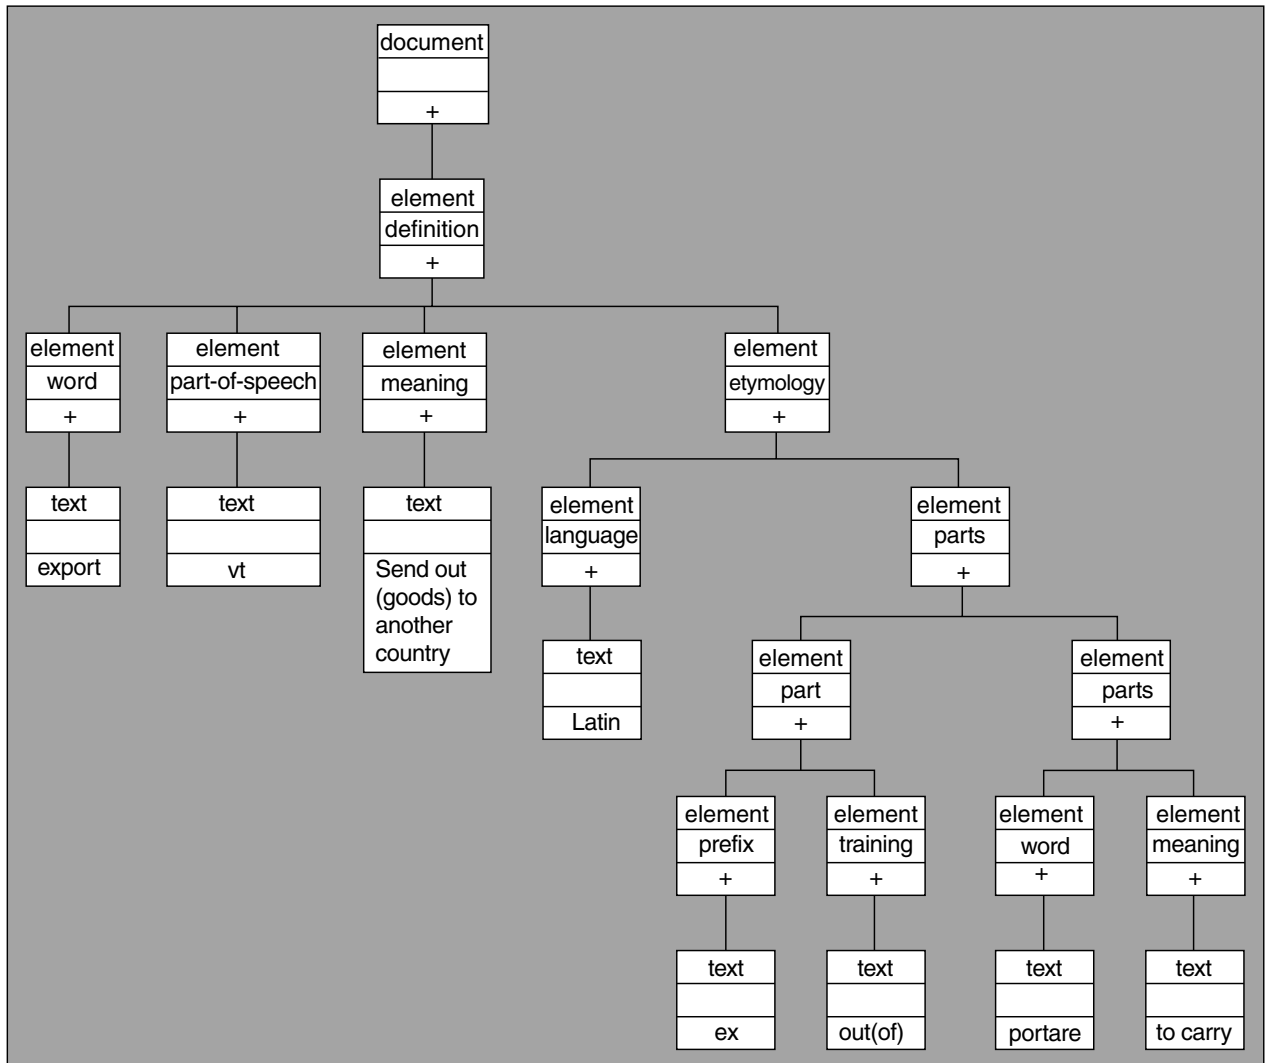 document
+
element
definition
+
element
word
+
element
part-of-speech
+
element
meaning
+
element
etymology
+
text
export
text
vt
text
Send out
(goods) to
another
country
element
language
+
element
parts
+
text
Latin
element
part
+
element
parts
+
element
prefix
+
element
training
+
element
word
+
element
meaning
+
text
ex
text
out(of)
text
portare
text
to carry